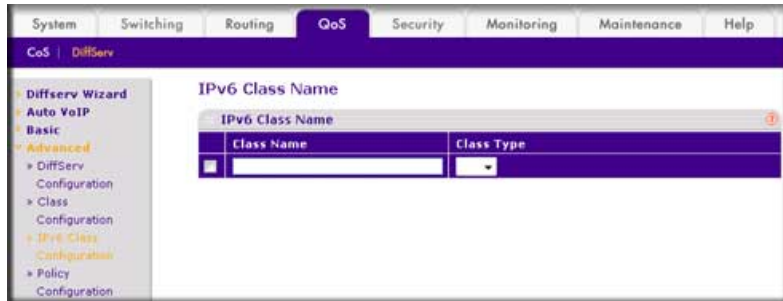 System Switching Routing QoS Security Monitoring Maintenance Help
CoS | DiffServ
Diffserv Wizard
Auto VoIP
Basic
Advanced
» DiffServ
Configuration
» Class
Configuration
» IPv6 Class
Configuration
» Policy
Configuration
IPv6 Class Name
IPv6 Class Name ?
Class Name Class Type